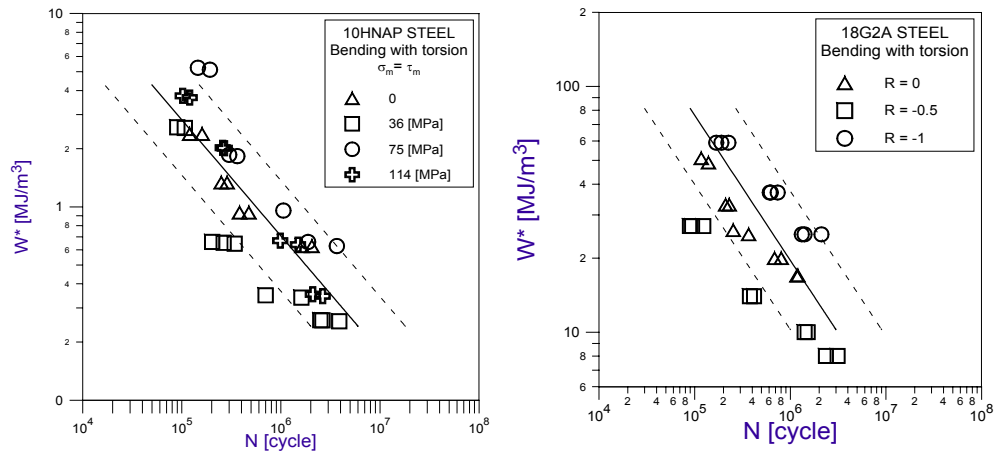 10HNAP STEEL
Bending with torsion
σm = τm
0
36 [MPa]
75 [MPa]
114 [MPa]
10
6
4
2
1
6
4
2
0
W* [MJ/m3]
10^4 10^5 10^6 10^7 10^8
N [cycle]
18G2A STEEL
Bending with torsion
R = 0
R = -0.5
R = -1
2
100
8
6
4
2
10
8
6
W* [MJ/m3]
10^4 2 4 6 8 10^5 2 4 6 8 10^6 2 4 6 8 10^7 2 4 6 8 10^8
N [cycle]